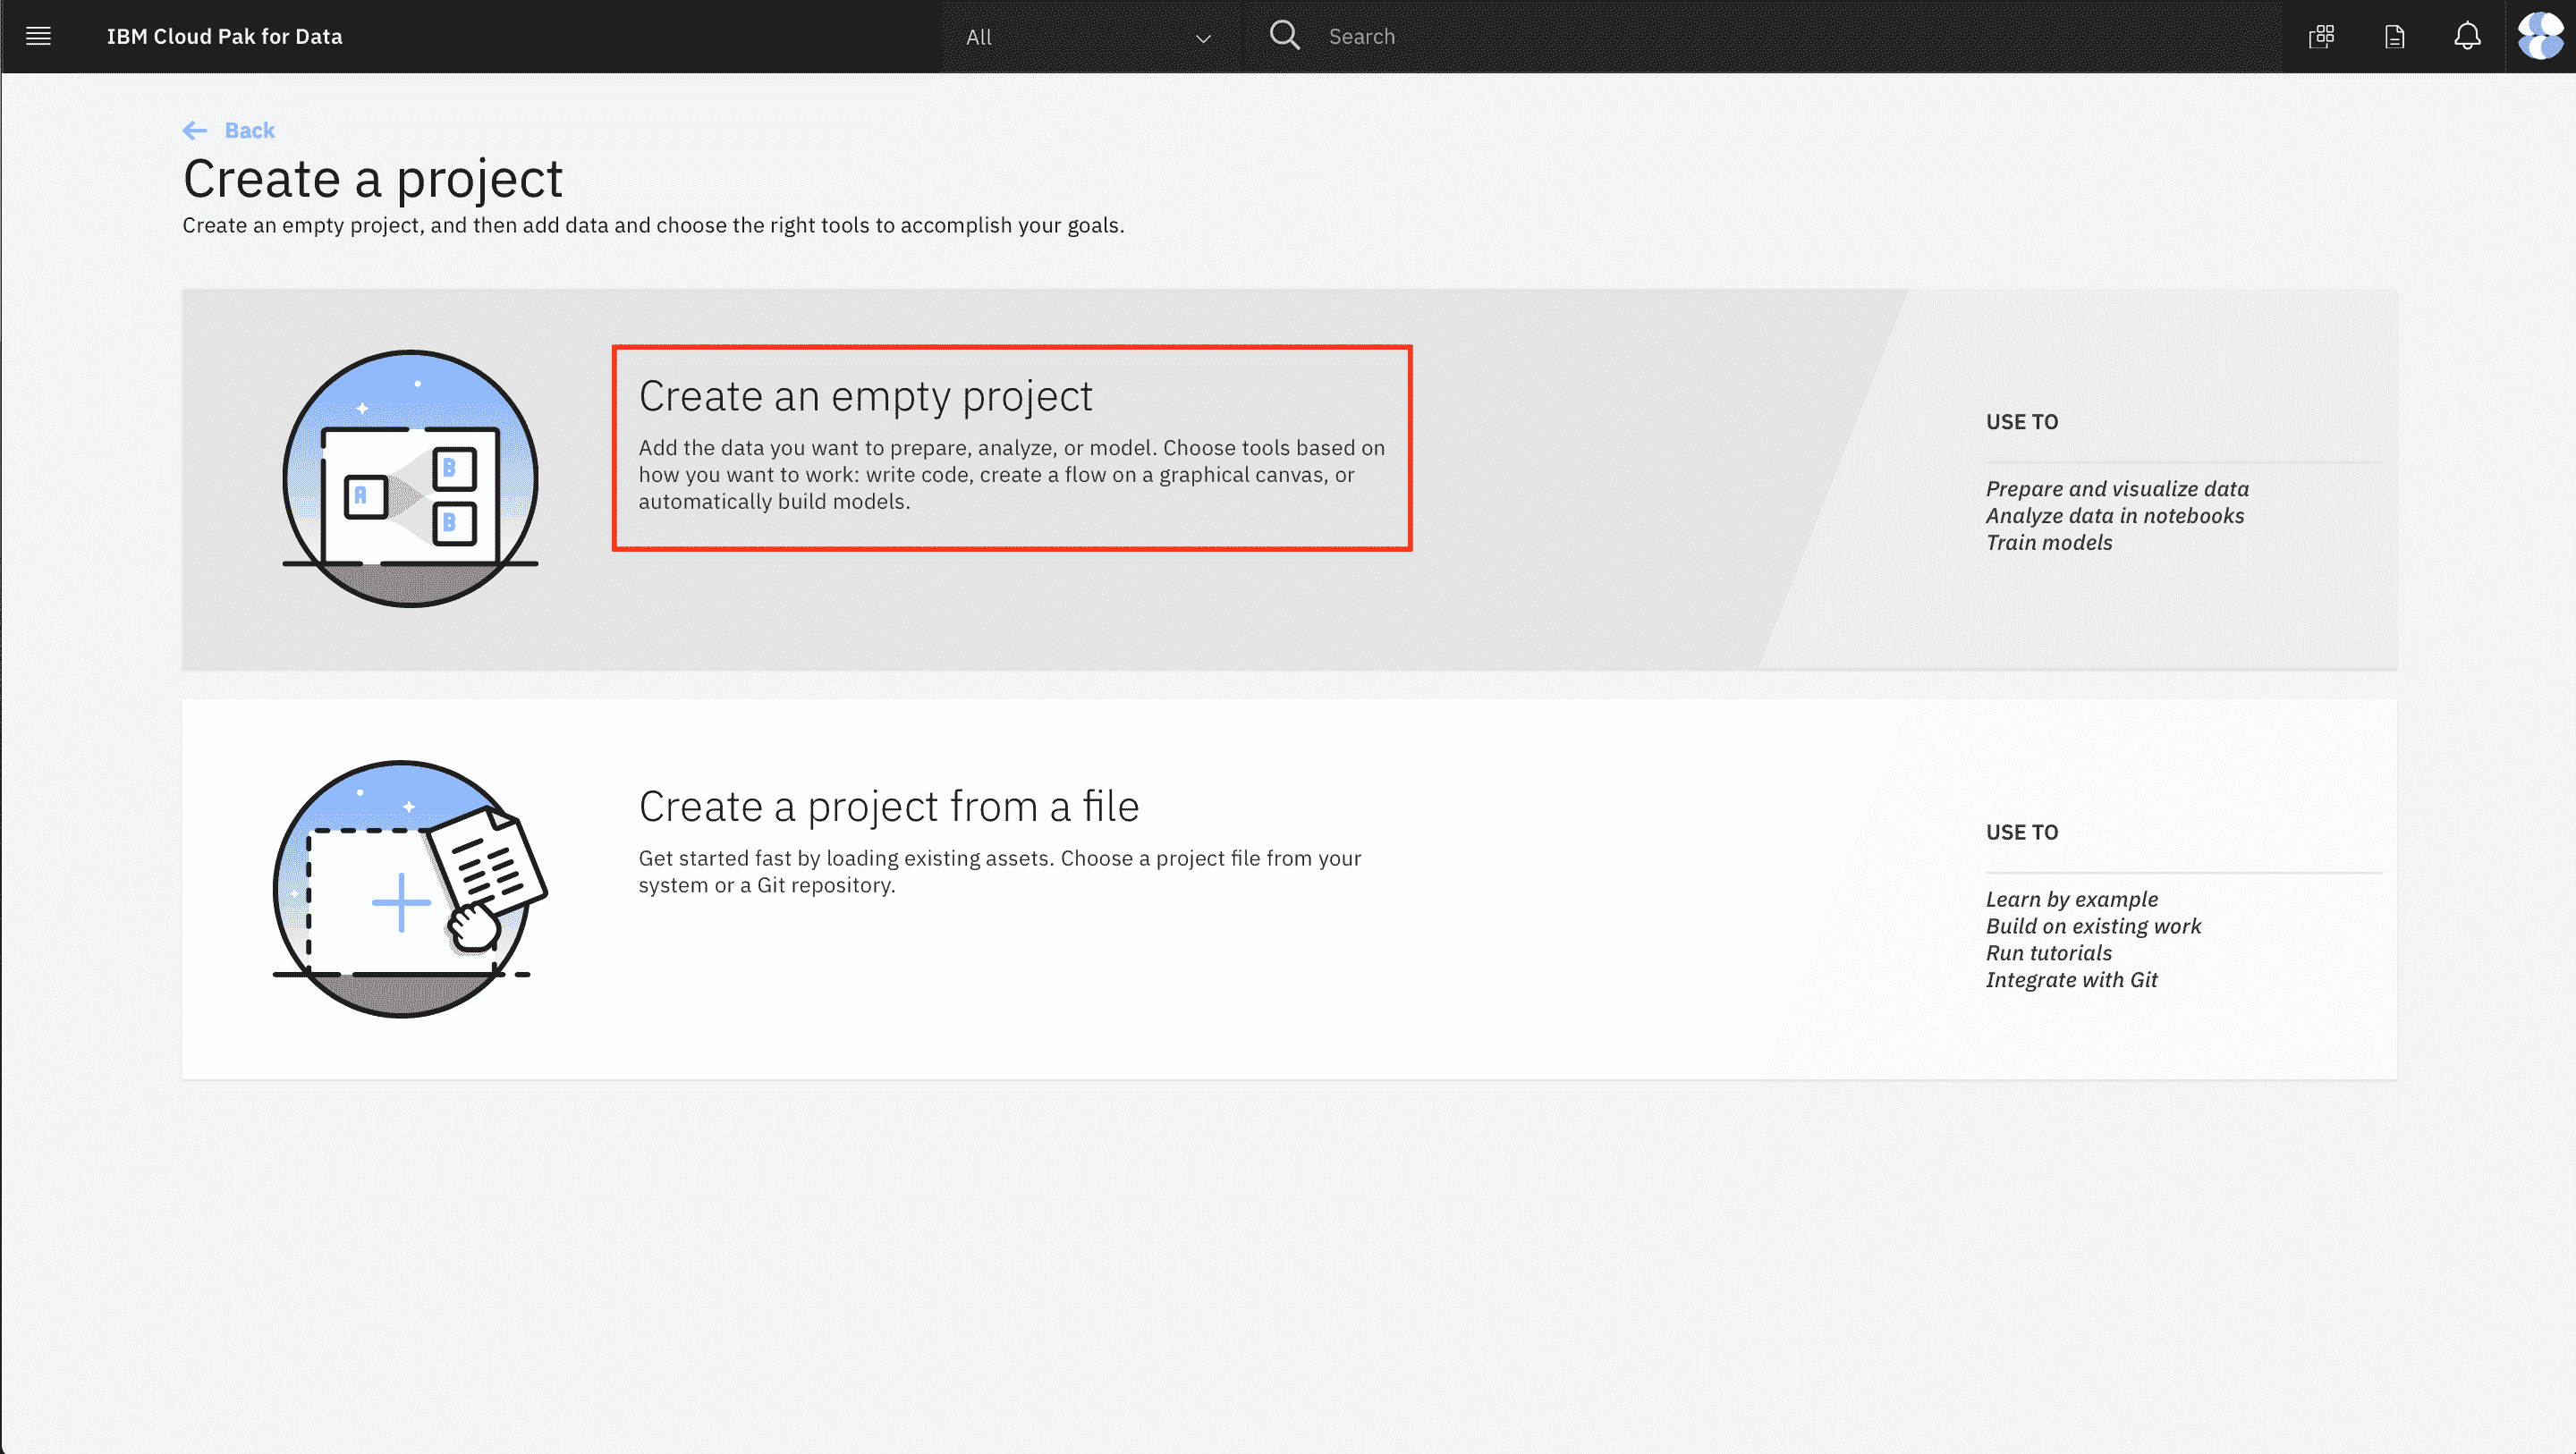 IBM Cloud Pak for Data
All
Search
Back
Create a project
Create an empty project, and then add data and choose the right tools to accomplish your goals.
Create an empty project
Add the data you want to prepare, analyze, or model. Choose tools based on
how you want to work: write code, create a flow on a graphical canvas, or
automatically build models.
A
B
B
USE TO
Prepare and visualize data
Analyze data in notebooks
Train models
Create a project from a file
Get started fast by loading existing assets. Choose a project file from your
system or a Git repository.
USE TO
Learn by example
Build on existing work
Run tutorials
Integrate with Git